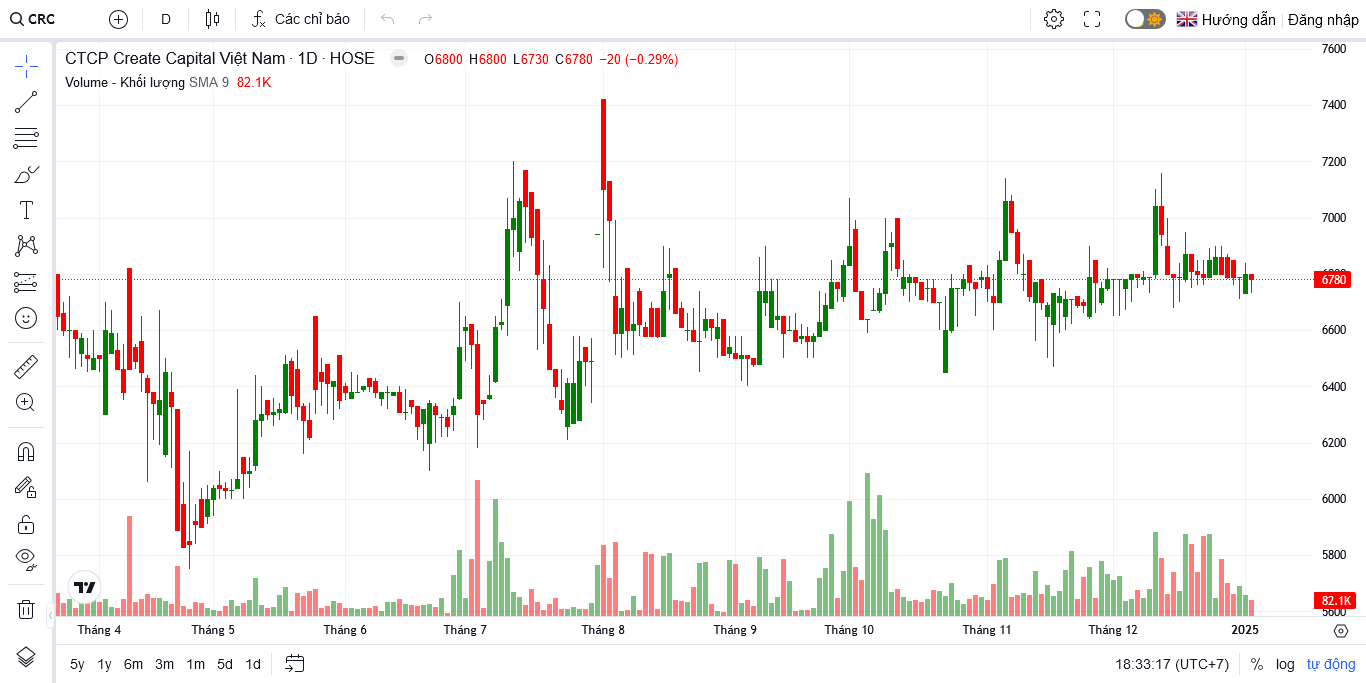 CRC D Các chỉ báo Hướng dẫn Đăng nhập
CTCP Create Capital Việt Nam · 1D · HOSE O6800 H6800 L6730 C6780 −20 (−0.29%)
Volume - Khối lượng SMA 9 82.1K
7600
7400
7200
7000
6780
6600
6400
6200
6000
5800
82.1K
5600
Tháng 4 Tháng 5 Tháng 6 Tháng 7 Tháng 8 Tháng 9 Tháng 10 Tháng 11 Tháng 12 2025
5y 1y 6m 3m 1m 5d 1d 18:33:17 (UTC+7) % log tự động